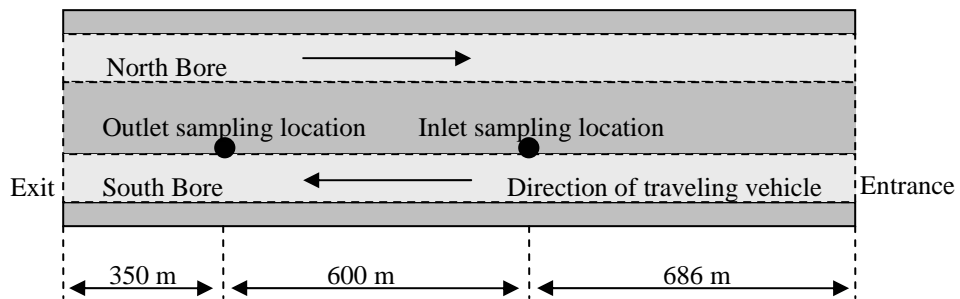 North Bore
Outlet sampling location Inlet sampling location
Exit South Bore Direction of traveling vehicle Entrance
350 m 600 m 686 m